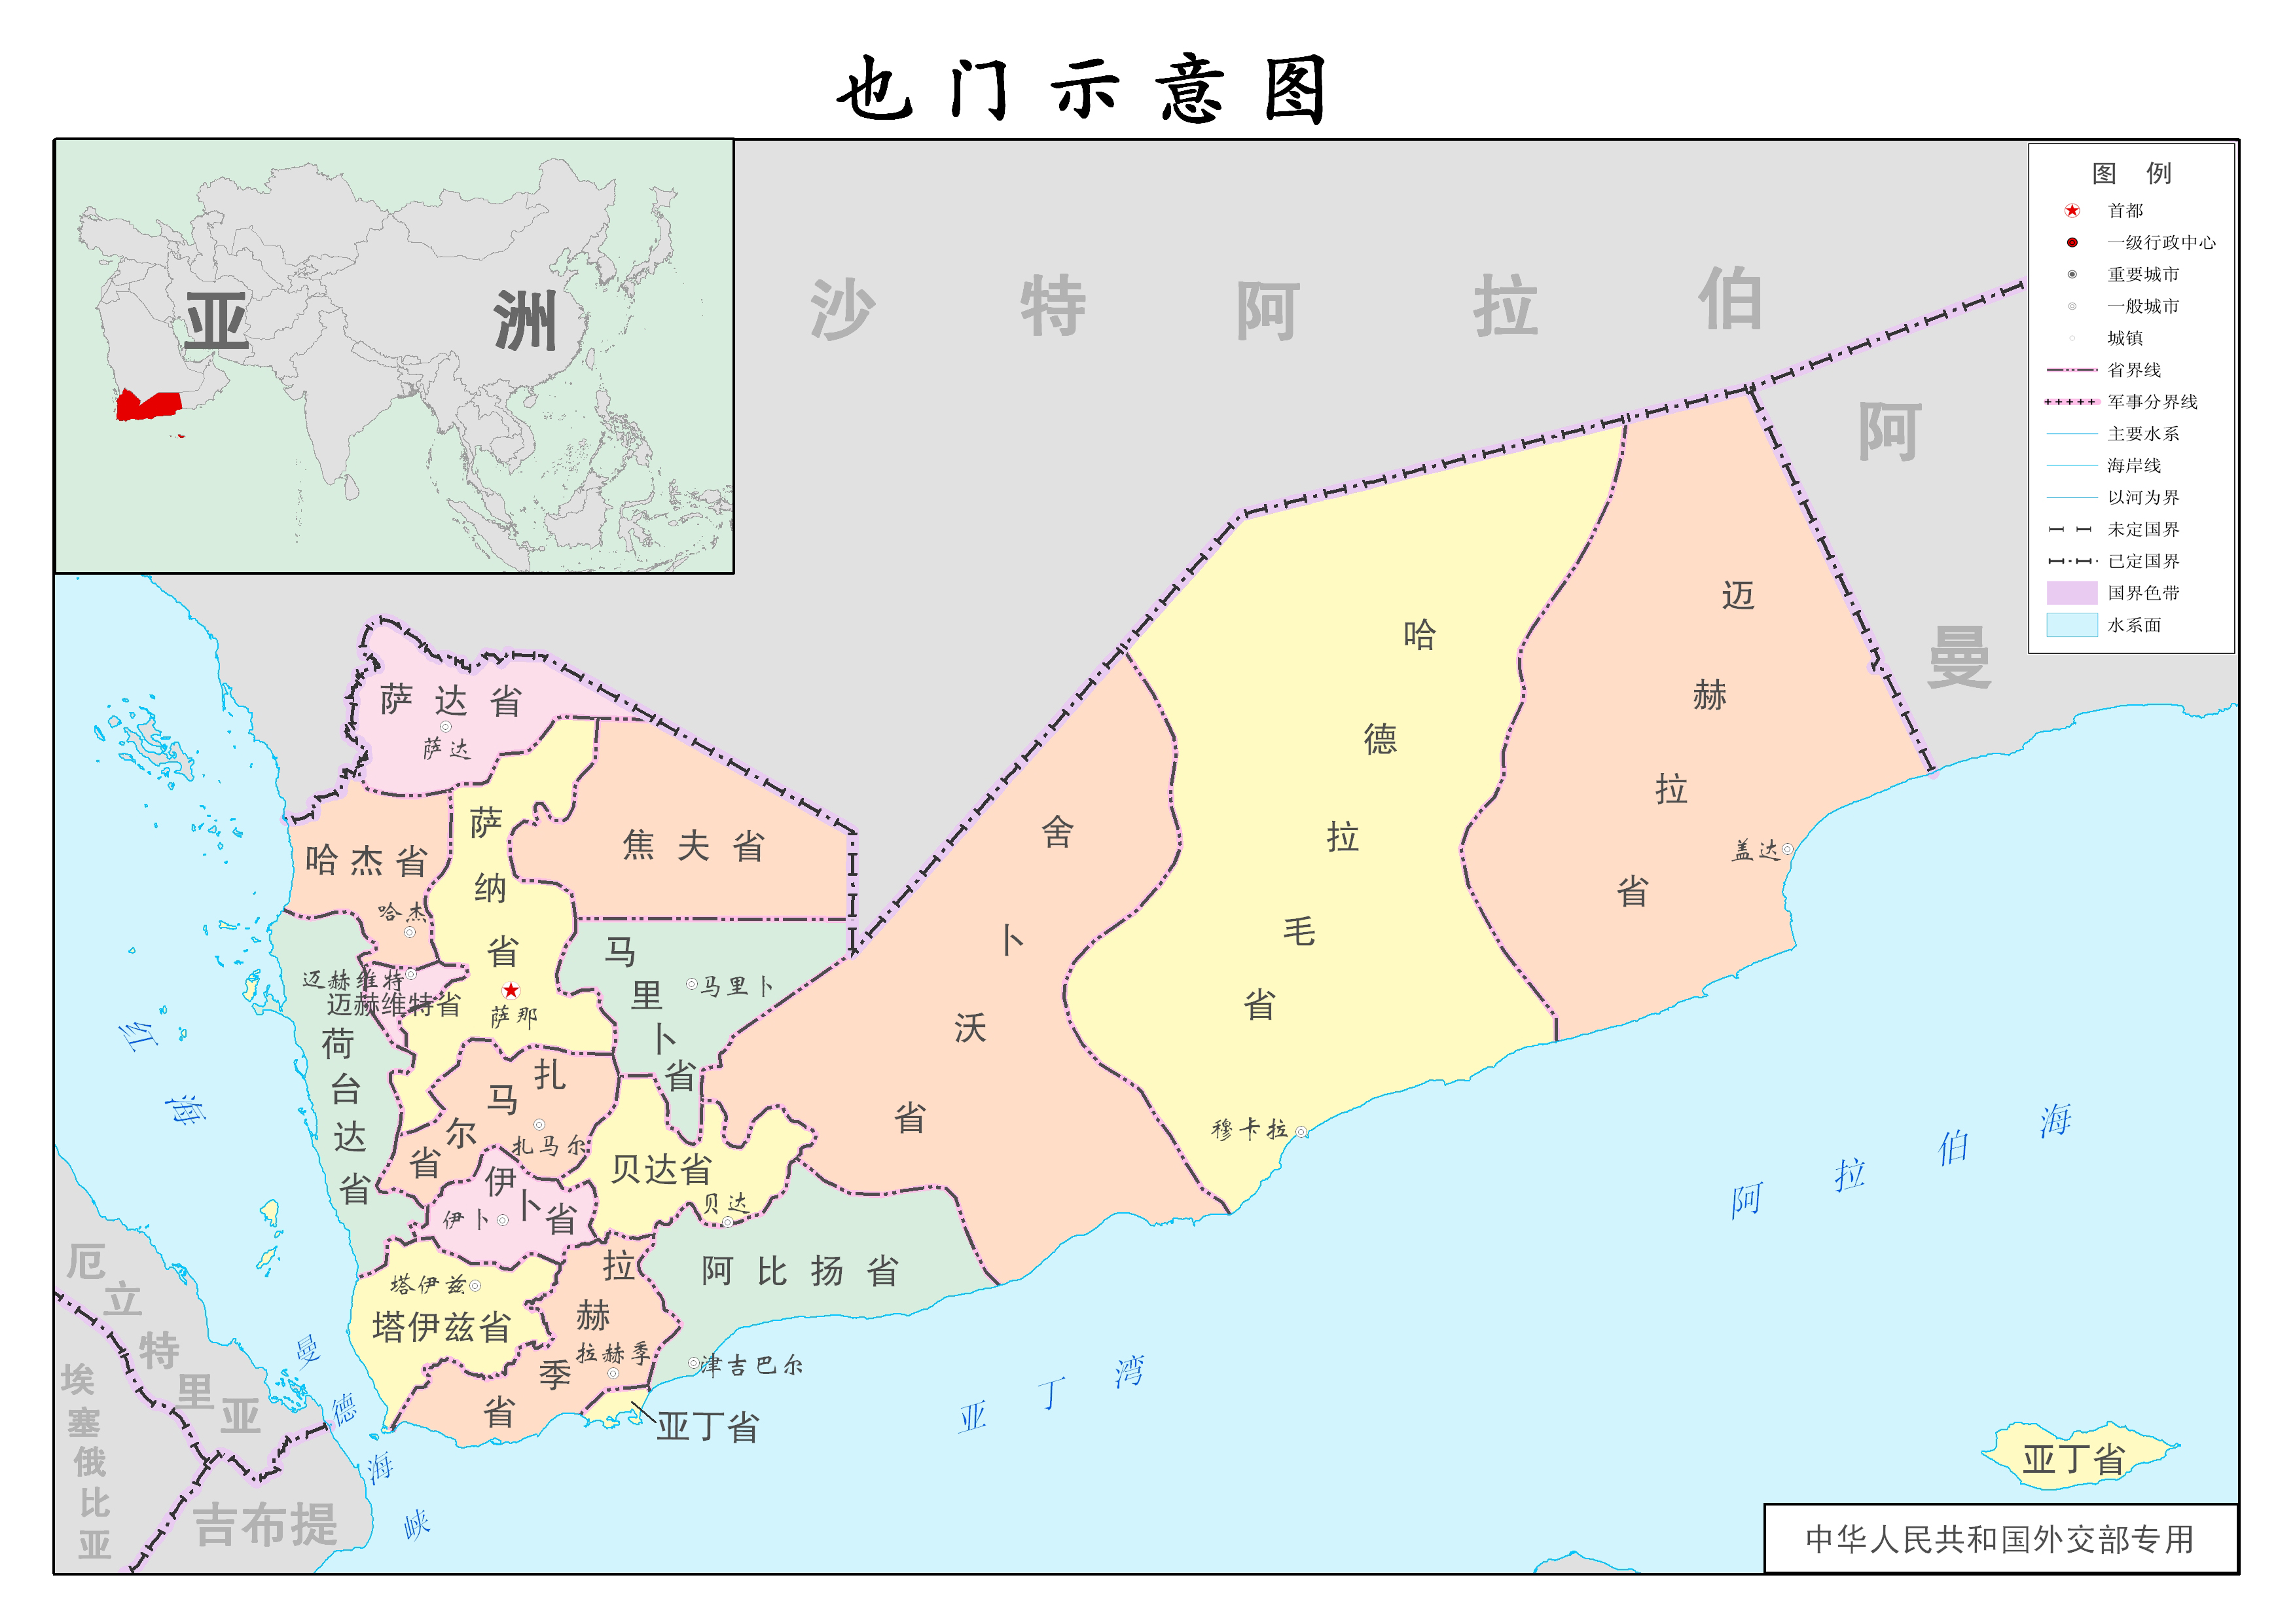 也门示意图
亚洲
沙特阿拉伯
阿曼
图例
首都
一级行政中心
重要城市
一般城市
城镇
省界线
军事分界线
主要水系
海岸线
以河为界
未定国界
已定国界
国界色带
水系面
萨达省
萨达
哈杰省
哈杰
萨纳省
焦夫省
迈赫维特
迈赫维特省
萨那
马里卜省
马里卜
舍卜沃省
哈德拉毛省
穆卡拉
迈赫拉省
盖达
荷台达省
扎马尔省
扎马尔
贝达省
贝达
伊卜省
伊卜
阿比扬省
津吉巴尔
塔伊兹
塔伊兹省
拉赫季省
拉赫季
亚丁省
亚丁省
红海
曼德海峡
亚丁湾
阿拉伯海
厄立特里亚
埃塞俄比亚
吉布提
中华人民共和国外交部专用